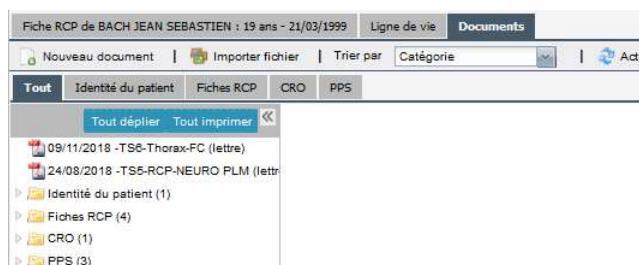 Fiche RCP de BACH JEAN SEBASTIEN : 19 ans - 21/03/1999 Ligne de vie Documents
Nouveau document | Importer fichier | Trier par Catégorie | Act
Tout Identité du patient Fiches RCP CRO PPS
Tout déplier Tout imprimer
09/11/2018 -TS6-Thorax-FC (lettre)
24/08/2018 -TS5-RCP-NEURO PLM (lettr
Identité du patient (1)
Fiches RCP (4)
CRO (1)
PPS (3)